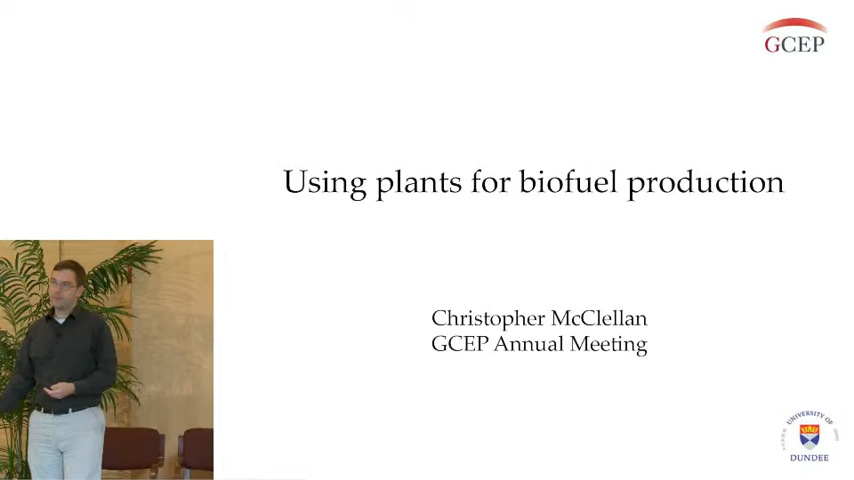 GCEP
Using plants for biofuel production
Christopher McClellan
GCEP Annual Meeting
UNIVERSITY OF
DUNDEE